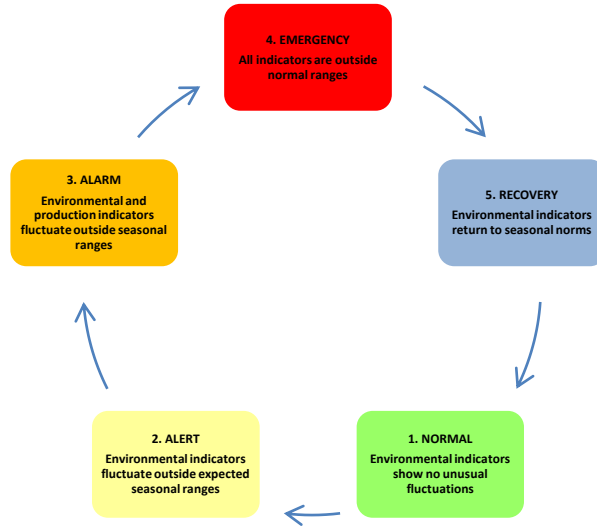 4. EMERGENCY
All indicators are outside
normal ranges
3. ALARM
Environmental and
production indicators
fluctuate outside seasonal
ranges
5. RECOVERY
Environmental indicators
return to seasonal norms
2. ALERT
Environmental indicators
fluctuate outside expected
seasonal ranges
1. NORMAL
Environmental indicators
show no unusual
fluctuations